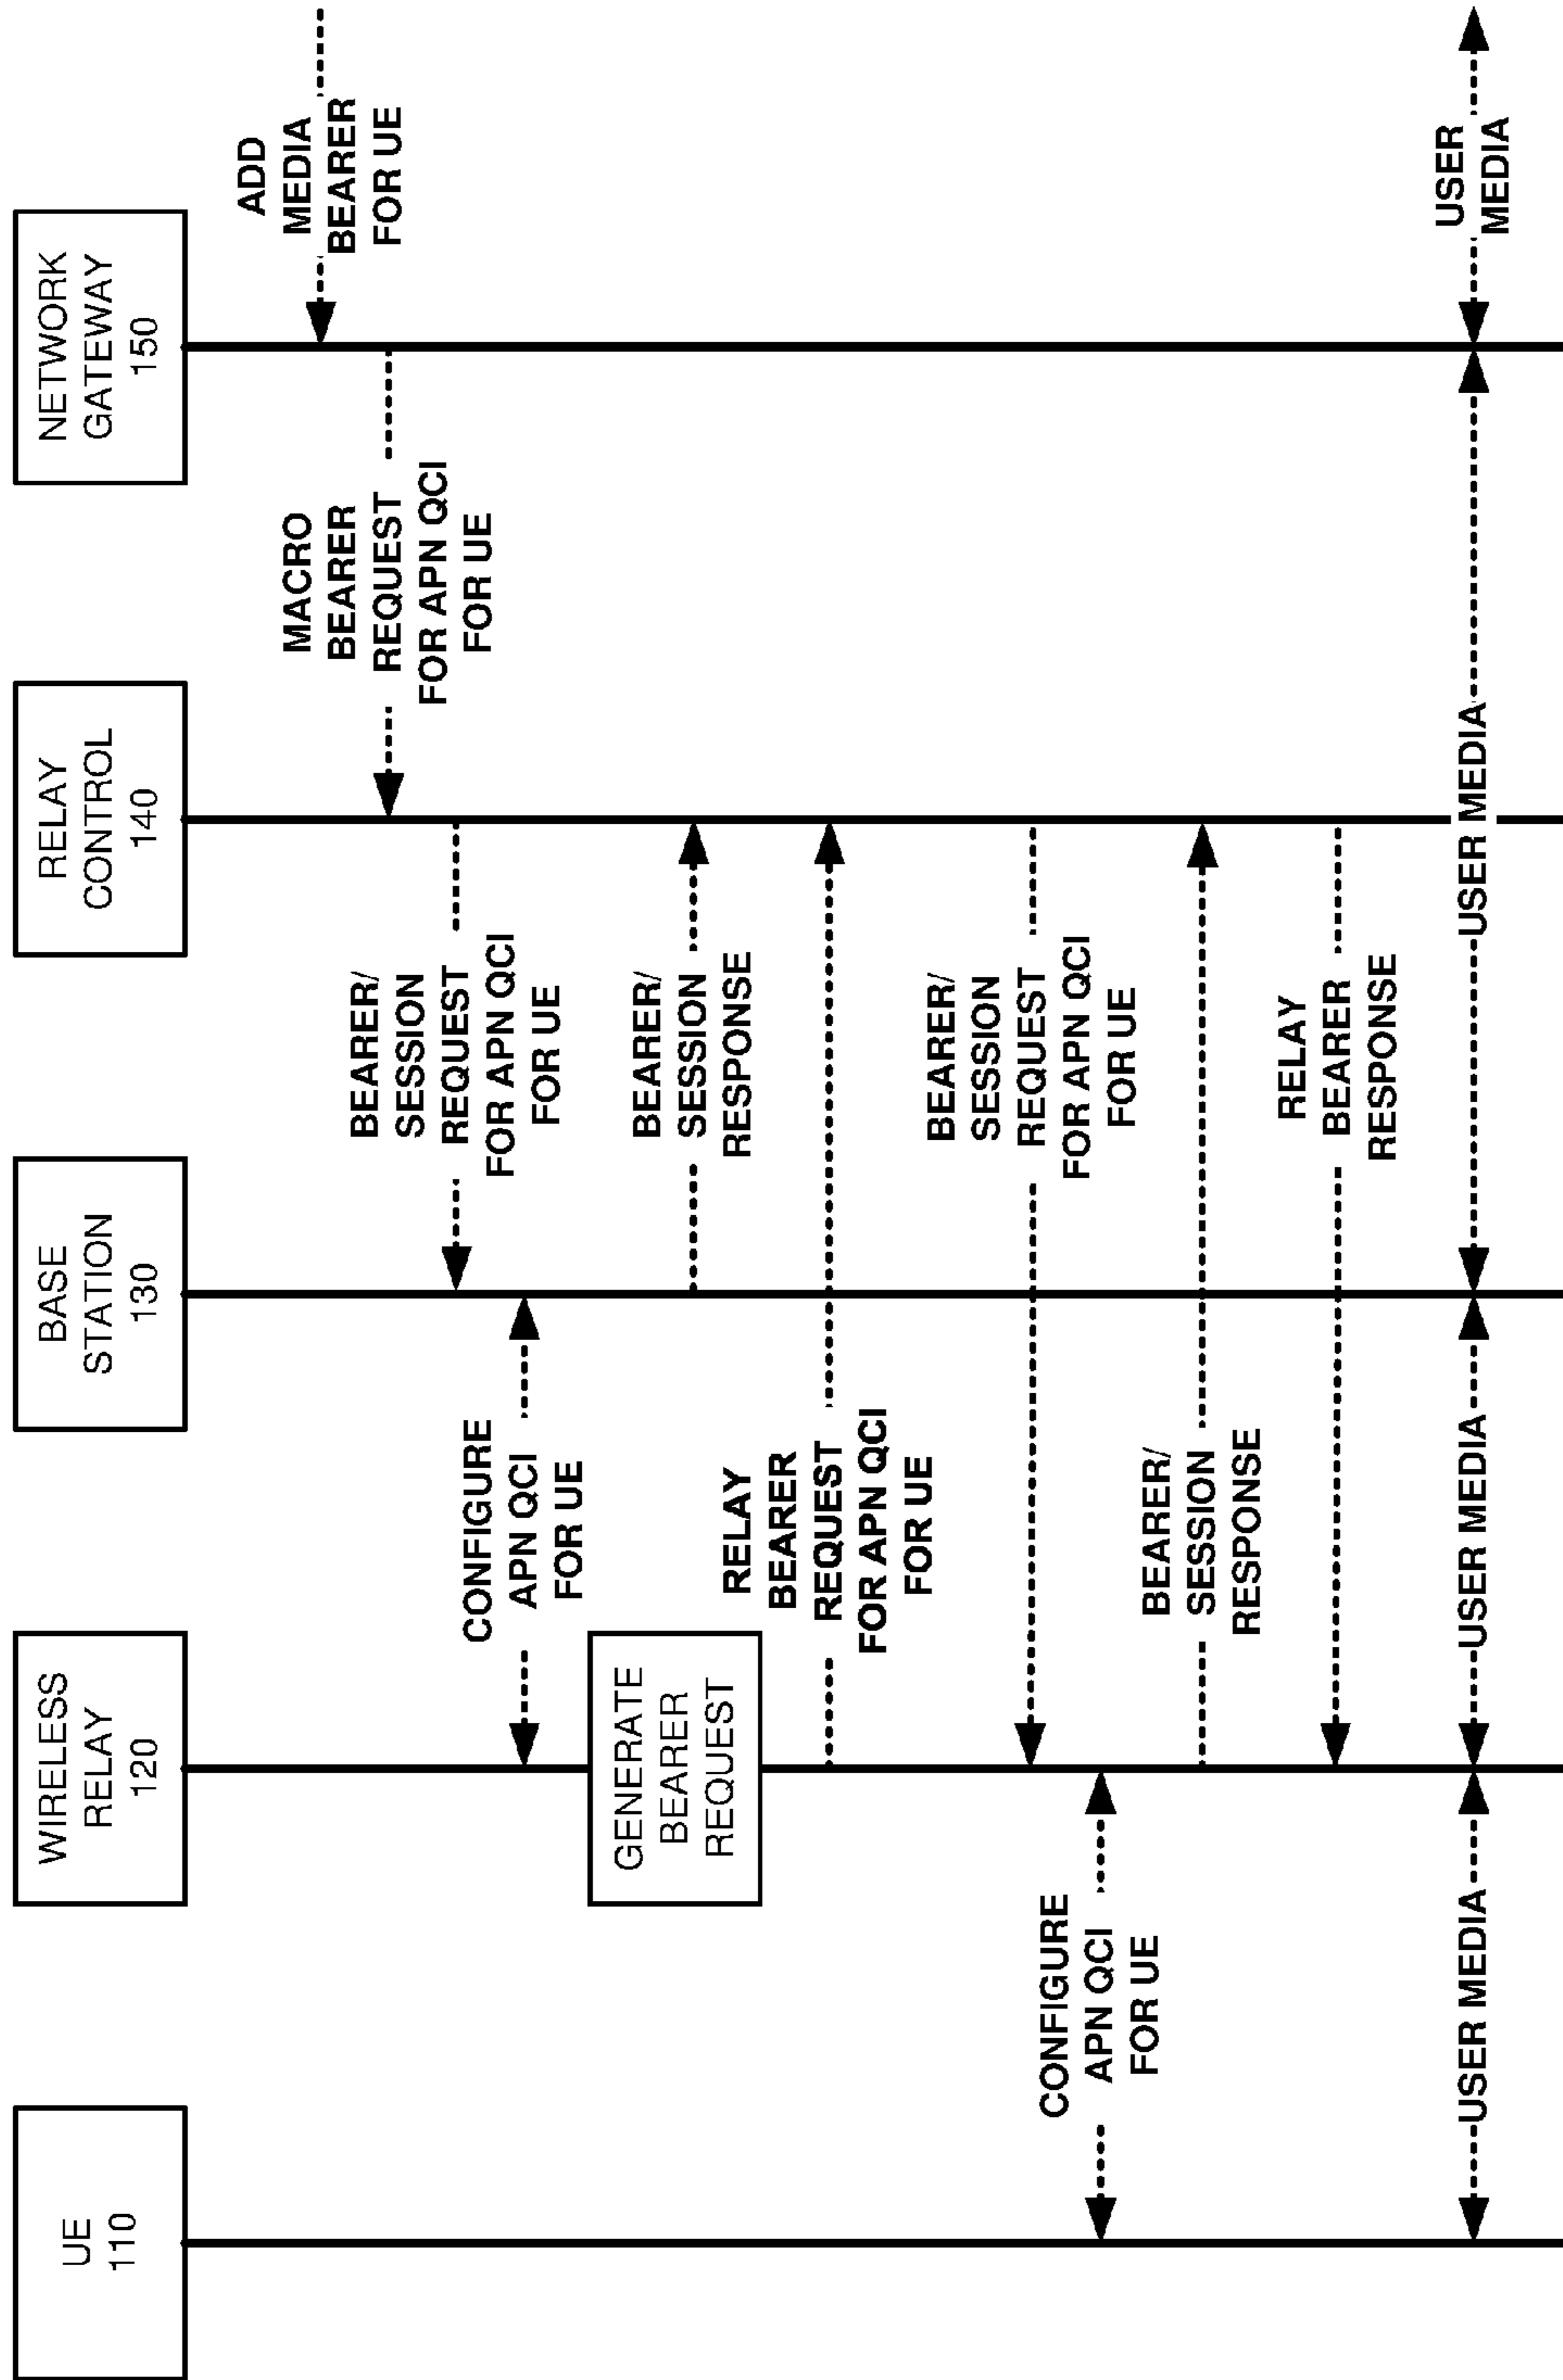 UE
110
WIRELESS
RELAY
120
BASE
STATION
130
RELAY
CONTROL
140
NETWORK
GATEWAY
150
ADD
MEDIA
BEARER
FOR UE
MACRO
BEARER
REQUEST
FOR APN QCI
FOR UE
BEARER/
SESSION
REQUEST
FOR APN QCI
FOR UE
CONFIGURE
APN QCI
FOR UE
GENERATE
BEARER
REQUEST
BEARER/
SESSION
RESPONSE
RELAY
BEARER
REQUEST
FOR APN QCI
FOR UE
BEARER/
SESSION
REQUEST
FOR APN QCI
FOR UE
CONFIGURE
APN QCI
FOR UE
BEARER/
SESSION
RESPONSE
RELAY
BEARER
RESPONSE
USER MEDIA
USER MEDIA
USER MEDIA
USER
MEDIA